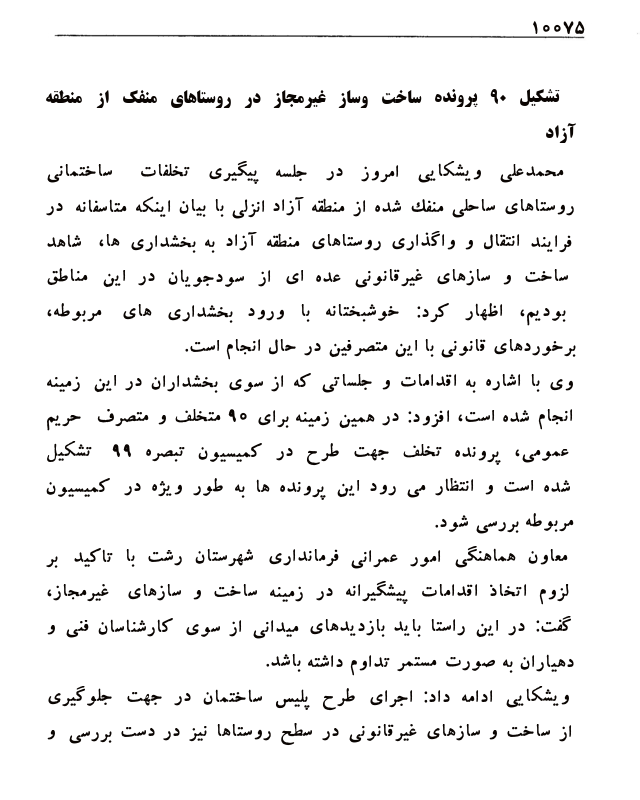 ۱۰۰۷۵
تشکیل ۹۰ پرونده ساخت وساز غیرمجاز در روستاهای منفک از منطقه
آزاد
محمدعلی ویشکایی امروز در جلسه پیگیری تخلفات ساختمانی
روستاهای ساحلی منفك شده از منطقه آزاد انزلی با بیان اینکه متاسفانه در
فرایند انتقال و واگذاری روستاهای منطقه آزاد به بخشداری ها، شاهد
ساخت و سازهای غیرقانونی عده ای از سودجویان در این مناطق
بودیم، اظهار کرد: خوشبختانه با ورود بخشداری های مربوطه،
برخوردهای قانونی با این متصرفین در حال انجام است.
وی با اشاره به اقدامات و جلساتی که از سوی بخشداران در این زمینه
انجام شده است، افزود: در همین زمینه برای ۹۰ متخلف و متصرف حریم
عمومی، پرونده تخلف جهت طرح در کمیسیون تبصره ۹۹ تشکیل
شده است و انتظار می رود این پرونده ها به طور ویژه در کمیسیون
مربوطه بررسی شود.
معاون هماهنگی امور عمرانی فرمانداری شهرستان رشت با تاکید بر
لزوم اتخاذ اقدامات پیشگیرانه در زمینه ساخت و سازهای غیرمجاز،
گفت: در این راستا باید بازدیدهای میدانی از سوی کارشناسان فنی و
دهیاران به صورت مستمر تداوم داشته باشد.
ویشکایی ادامه داد: اجرای طرح پلیس ساختمان در جهت جلوگیری
از ساخت و سازهای غیرقانونی در سطح روستاها نیز در دست بررسی و